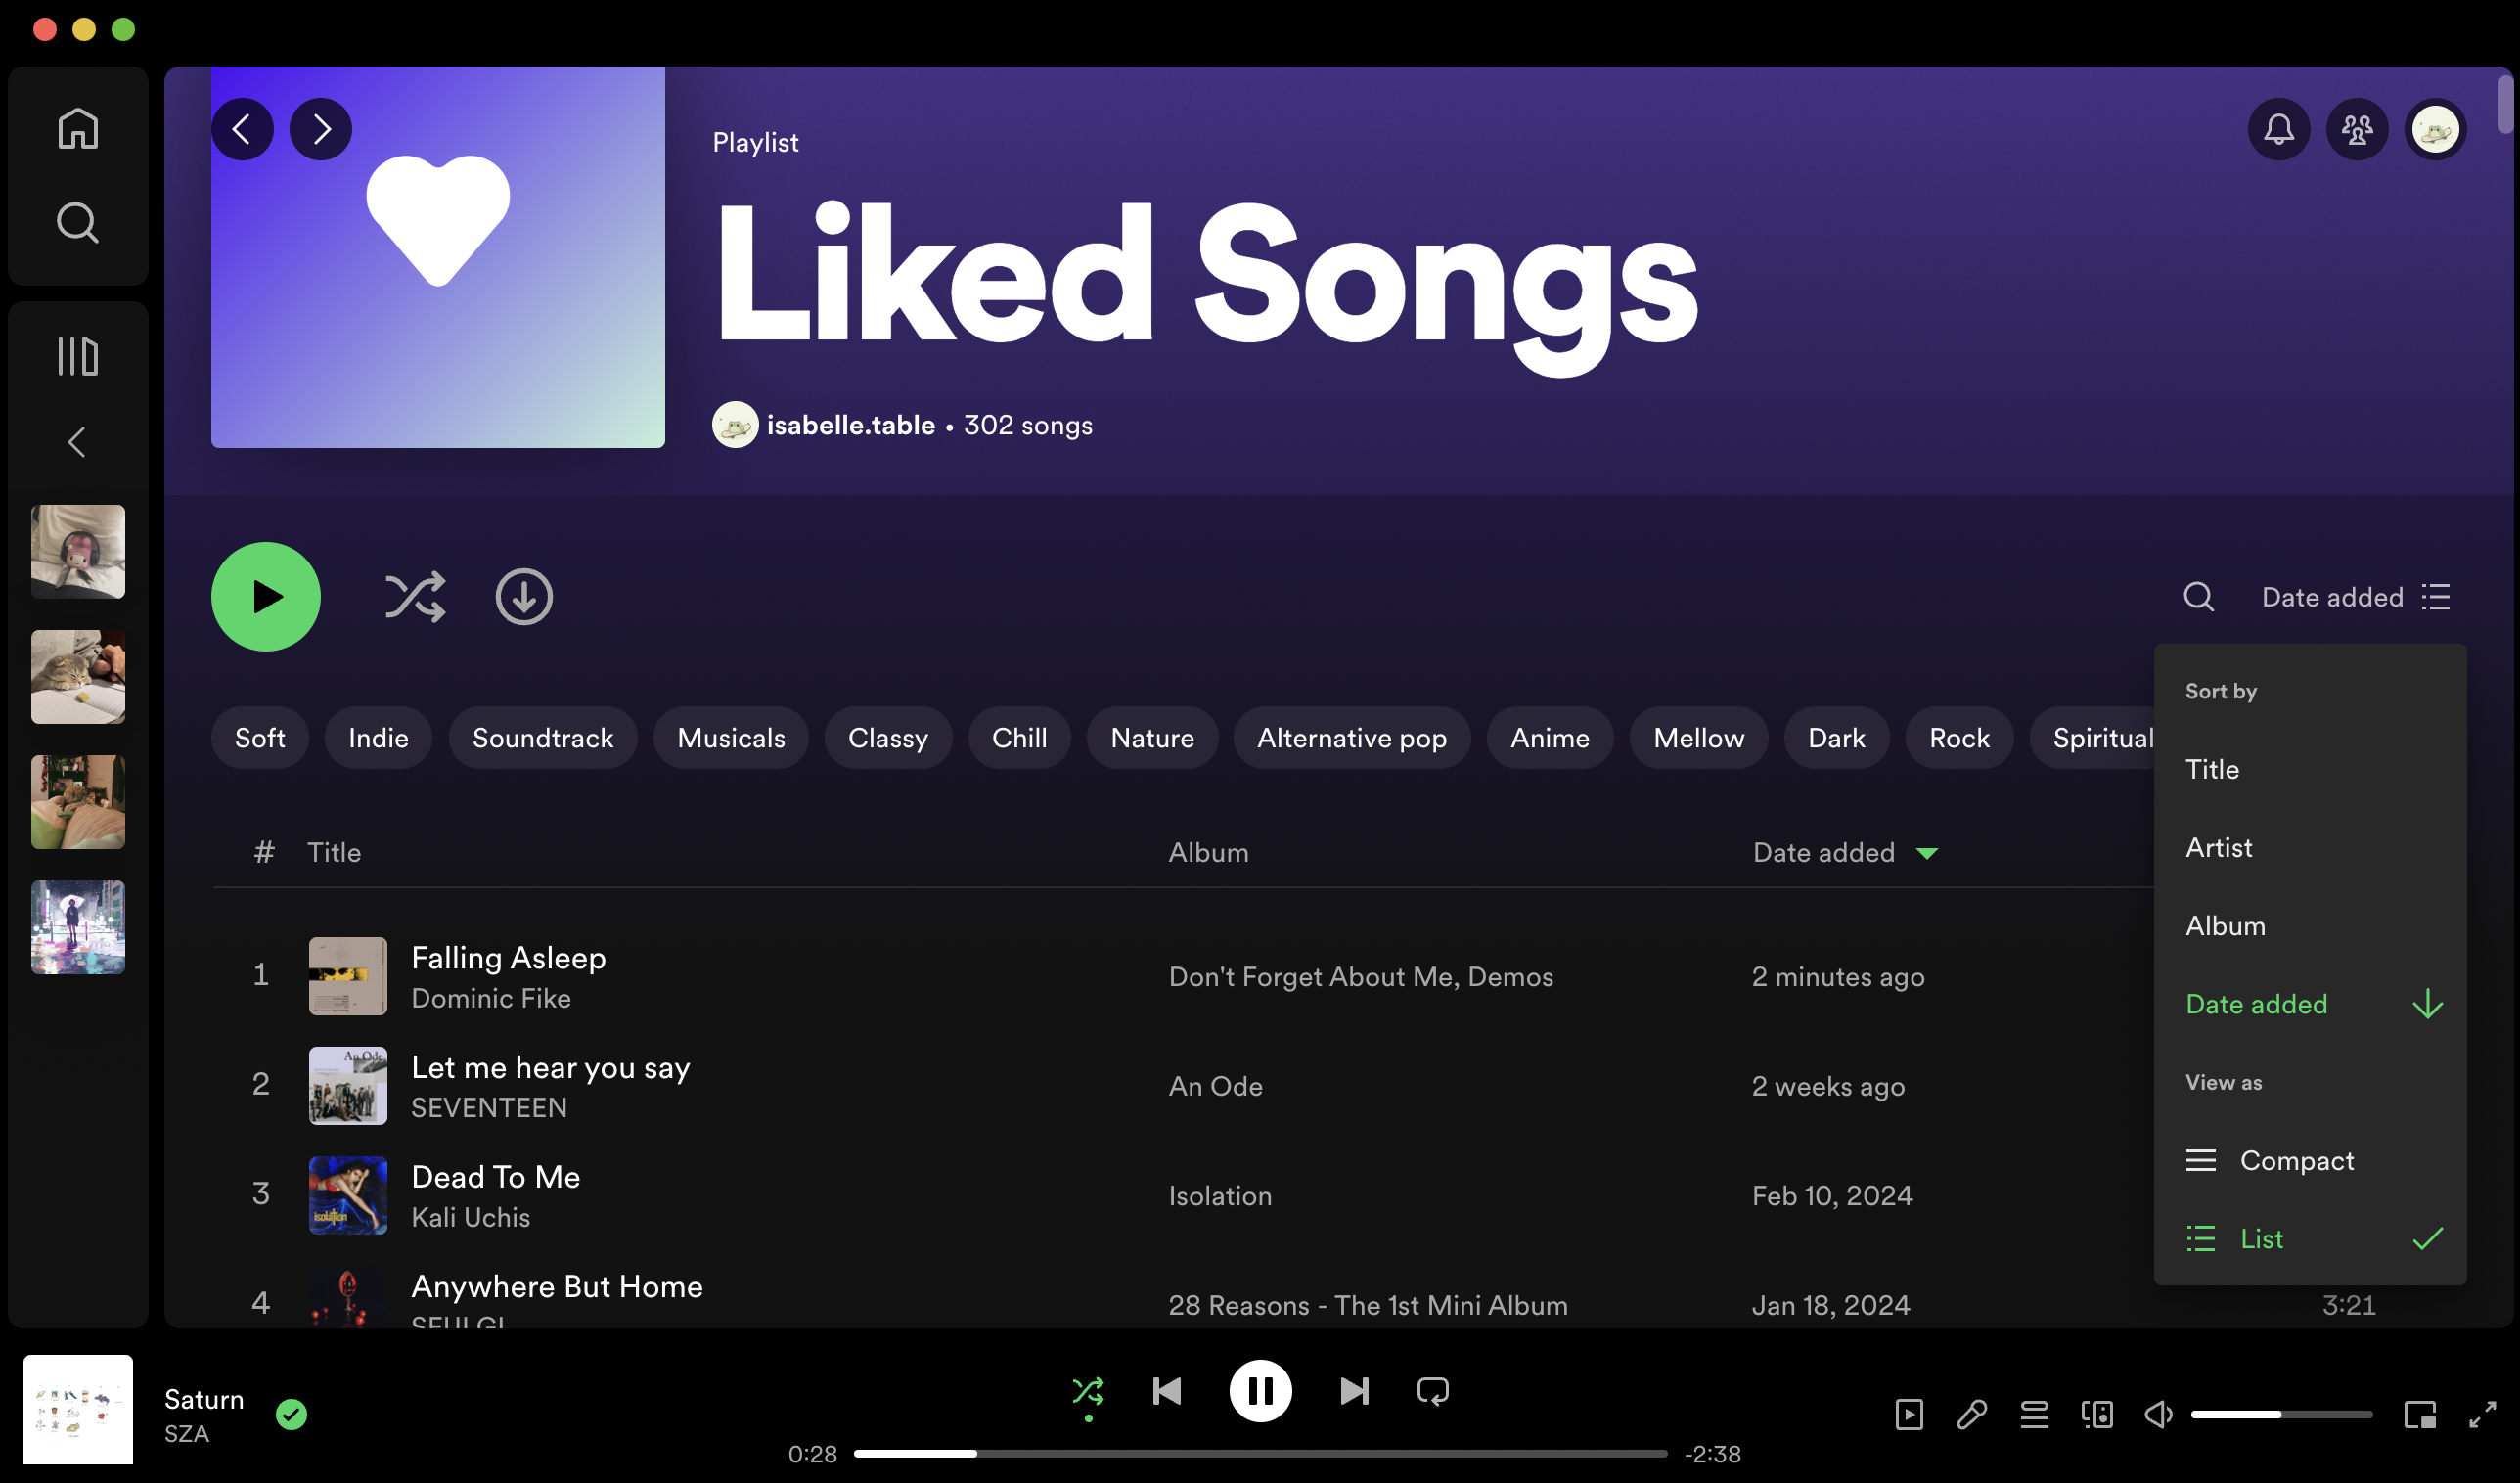 Playlist
Liked Songs
isabelle.table • 302 songs
Date added
Soft Indie Soundtrack Musicals Classy Chill Nature Alternative pop Anime Mellow Dark Rock Spiritual
Sort by
Title
Artist
Album
Date added
View as
Compact
List
# Title Album Date added
1 Falling Asleep Don't Forget About Me, Demos 2 minutes ago
Dominic Fike
An Ode
2 Let me hear you say An Ode 2 weeks ago
SEVENTEEN
isolation
3 Dead To Me Isolation Feb 10, 2024
Kali Uchis
4 Anywhere But Home 28 Reasons - The 1st Mini Album Jan 18, 2024 3:21
SEULGI
Saturn
SZA
0:28 -2:38